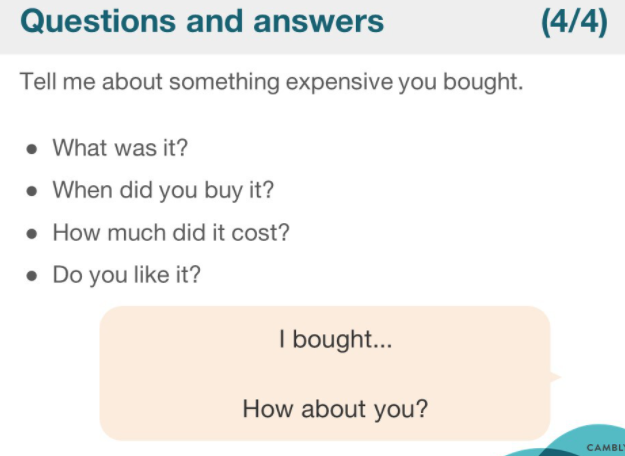 Questions and answers (4/4)
Tell me about something expensive you bought.
• What was it?
• When did you buy it?
• How much did it cost?
• Do you like it?
I bought...
How about you?